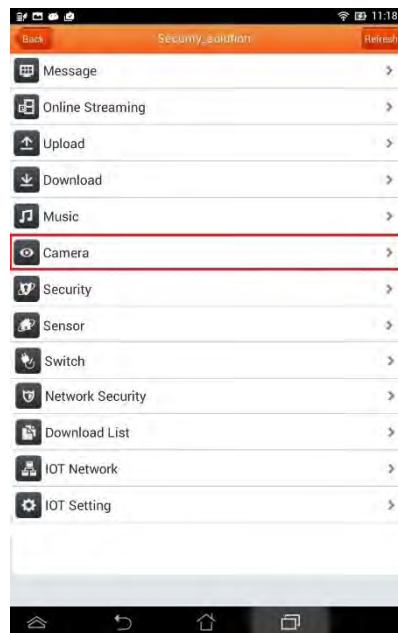 11:18
Back Security_solution Refresh
Message
Online Streaming
Upload
Download
Music
Camera
Security
Sensor
Switch
Network Security
Download List
IOT Network
IOT Setting